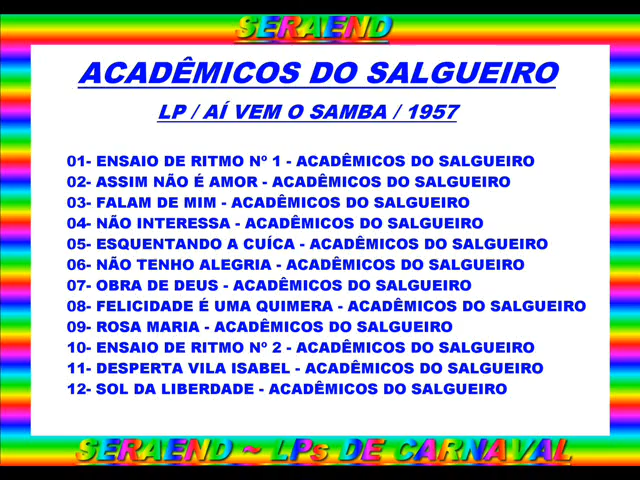 SERAEND
ACADÊMICOS DO SALGUEIRO
LP / AÍ VEM O SAMBA / 1957
01- ENSAIO DE RITMO Nº 1 - ACADÊMICOS DO SALGUEIRO
02- ASSIM NÃO É AMOR - ACADÊMICOS DO SALGUEIRO
03- FALAM DE MIM - ACADÊMICOS DO SALGUEIRO
04- NÃO INTERESSA - ACADÊMICOS DO SALGUEIRO
05- ESQUENTANDO A CUÍCA - ACADÊMICOS DO SALGUEIRO
06- NÃO TENHO ALEGRIA - ACADÊMICOS DO SALGUEIRO
07- OBRA DE DEUS - ACADÊMICOS DO SALGUEIRO
08- FELICIDADE É UMA QUIMERA - ACADÊMICOS DO SALGUEIRO
09- ROSA MARIA - ACADÊMICOS DO SALGUEIRO
10- ENSAIO DE RITMO Nº 2 - ACADÊMICOS DO SALGUEIRO
11- DESPERTA VILA ISABEL - ACADÊMICOS DO SALGUEIRO
12- SOL DA LIBERDADE - ACADÊMICOS DO SALGUEIRO
SERAEND ~ LPs DE CARNAVAL